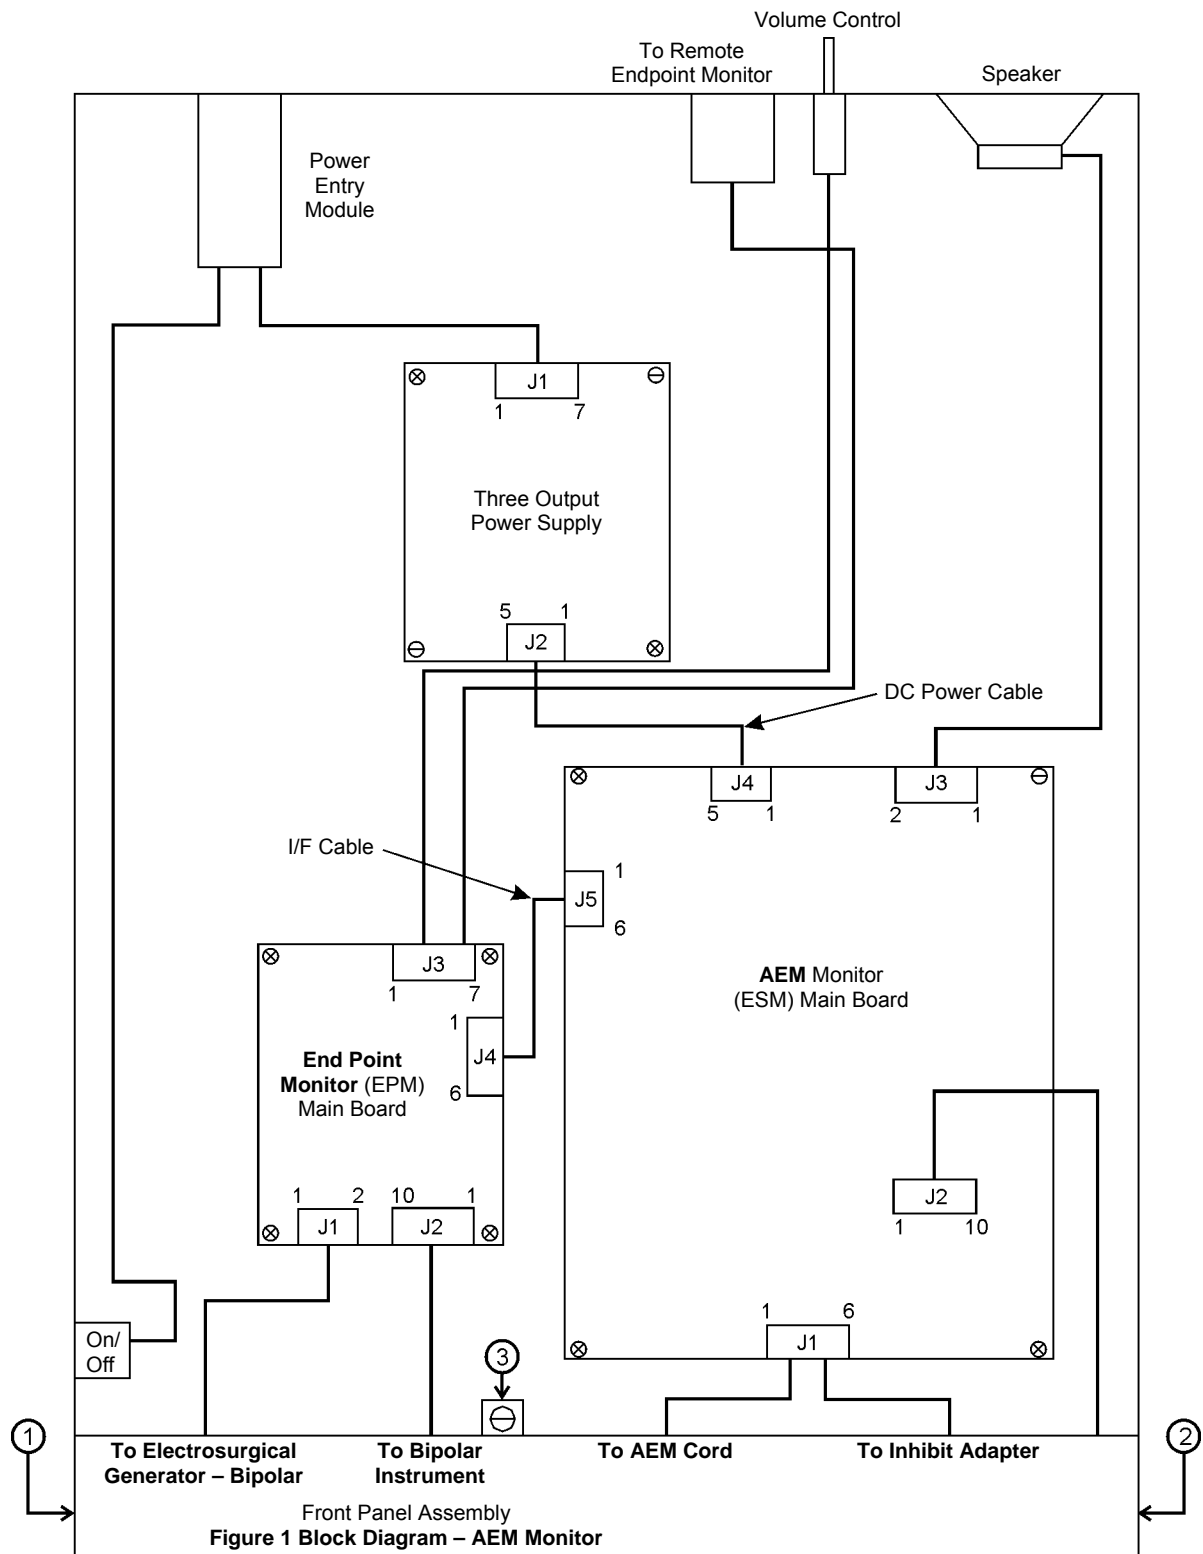 Volume Control
To Remote
Endpoint Monitor
Speaker
Power
Entry
Module
J1
1 7
Three Output
Power Supply
5 1
J2
DC Power Cable
J4
5 1
J3
2 1
I/F Cable
1
J5
6
J3
1 7
1
J4
6
AEM Monitor
(ESM) Main Board
End Point
Monitor (EPM)
Main Board
1 2
J1
10 1
J2
J2
1 10
1 6
J1
On/
Off
3
1
2
To Electrosurgical
Generator – Bipolar
To Bipolar
Instrument
To AEM Cord
To Inhibit Adapter
Front Panel Assembly
Figure 1 Block Diagram – AEM Monitor